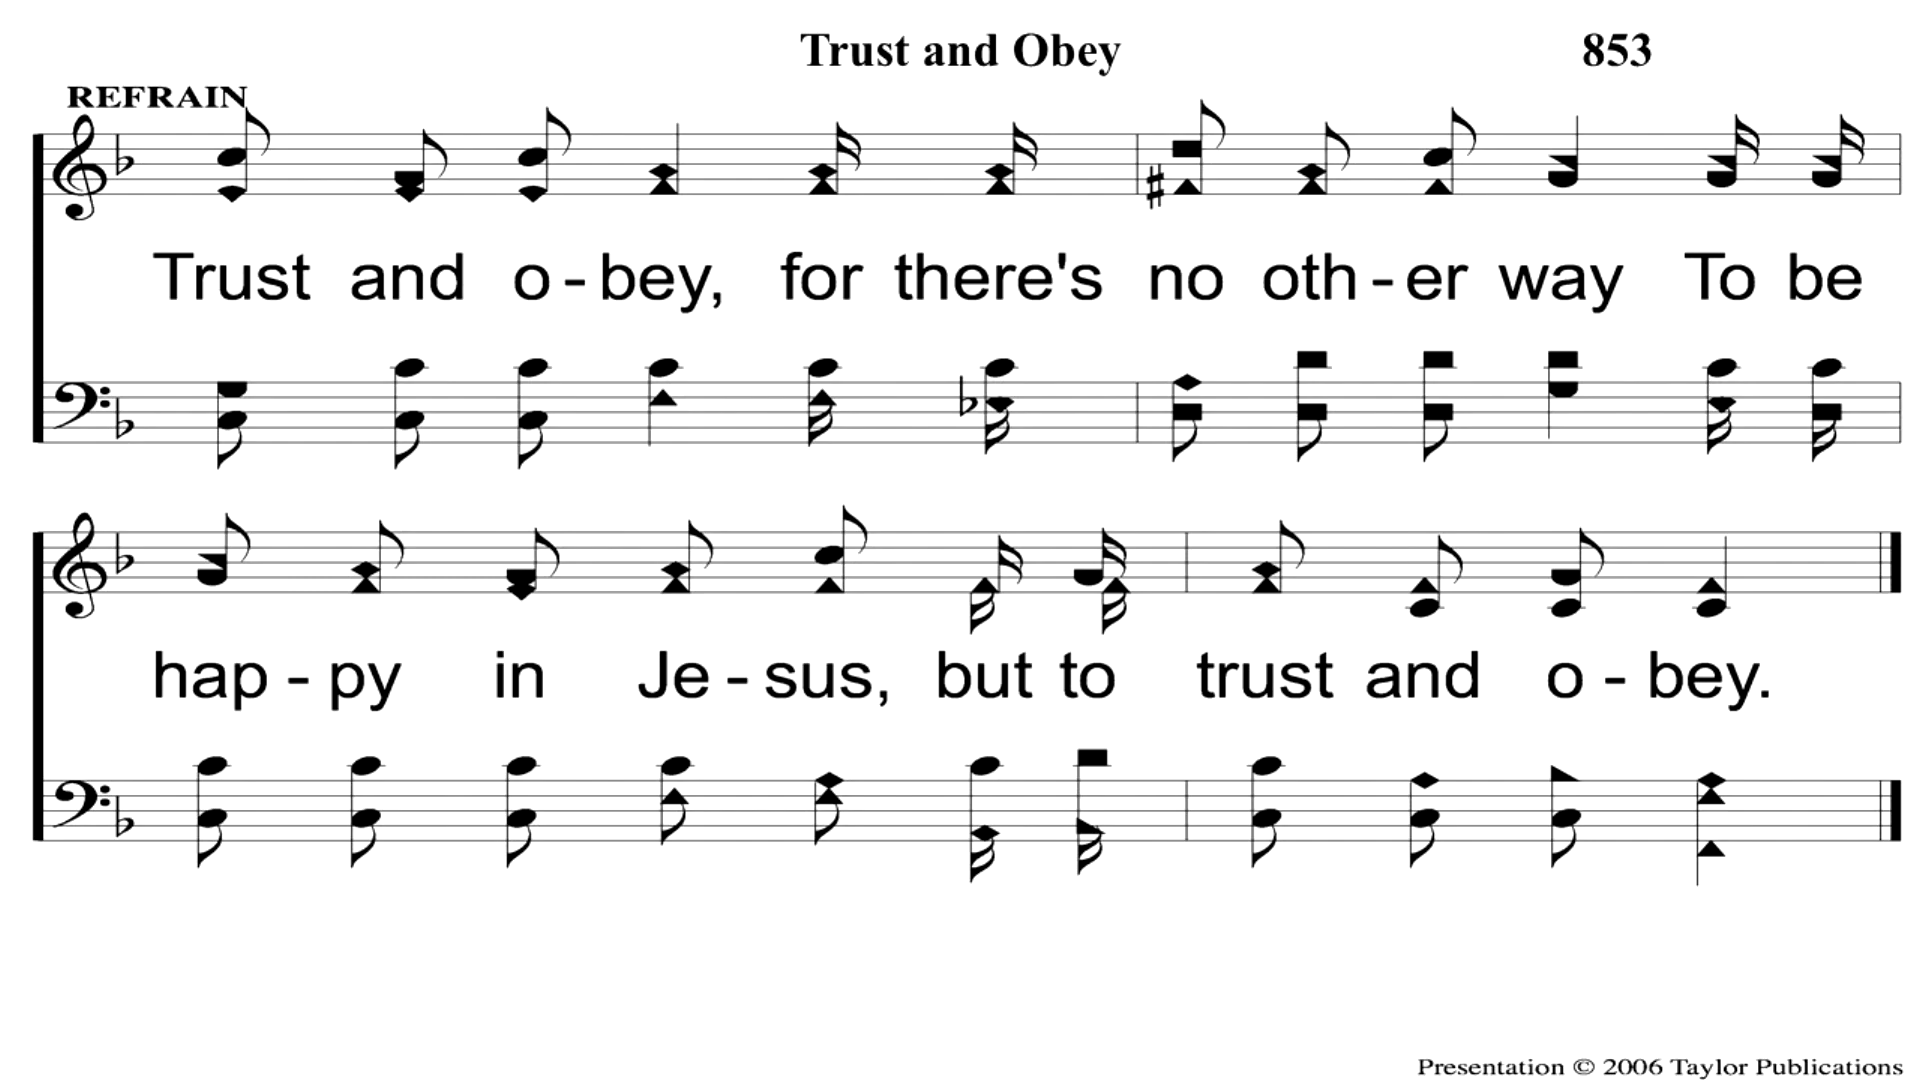 Trust and Obey 853
REFRAIN
Trust and o - bey, for there's no oth - er way To be
hap - py in Je - sus, but to trust and o - bey.
Presentation © 2006 Taylor Publications